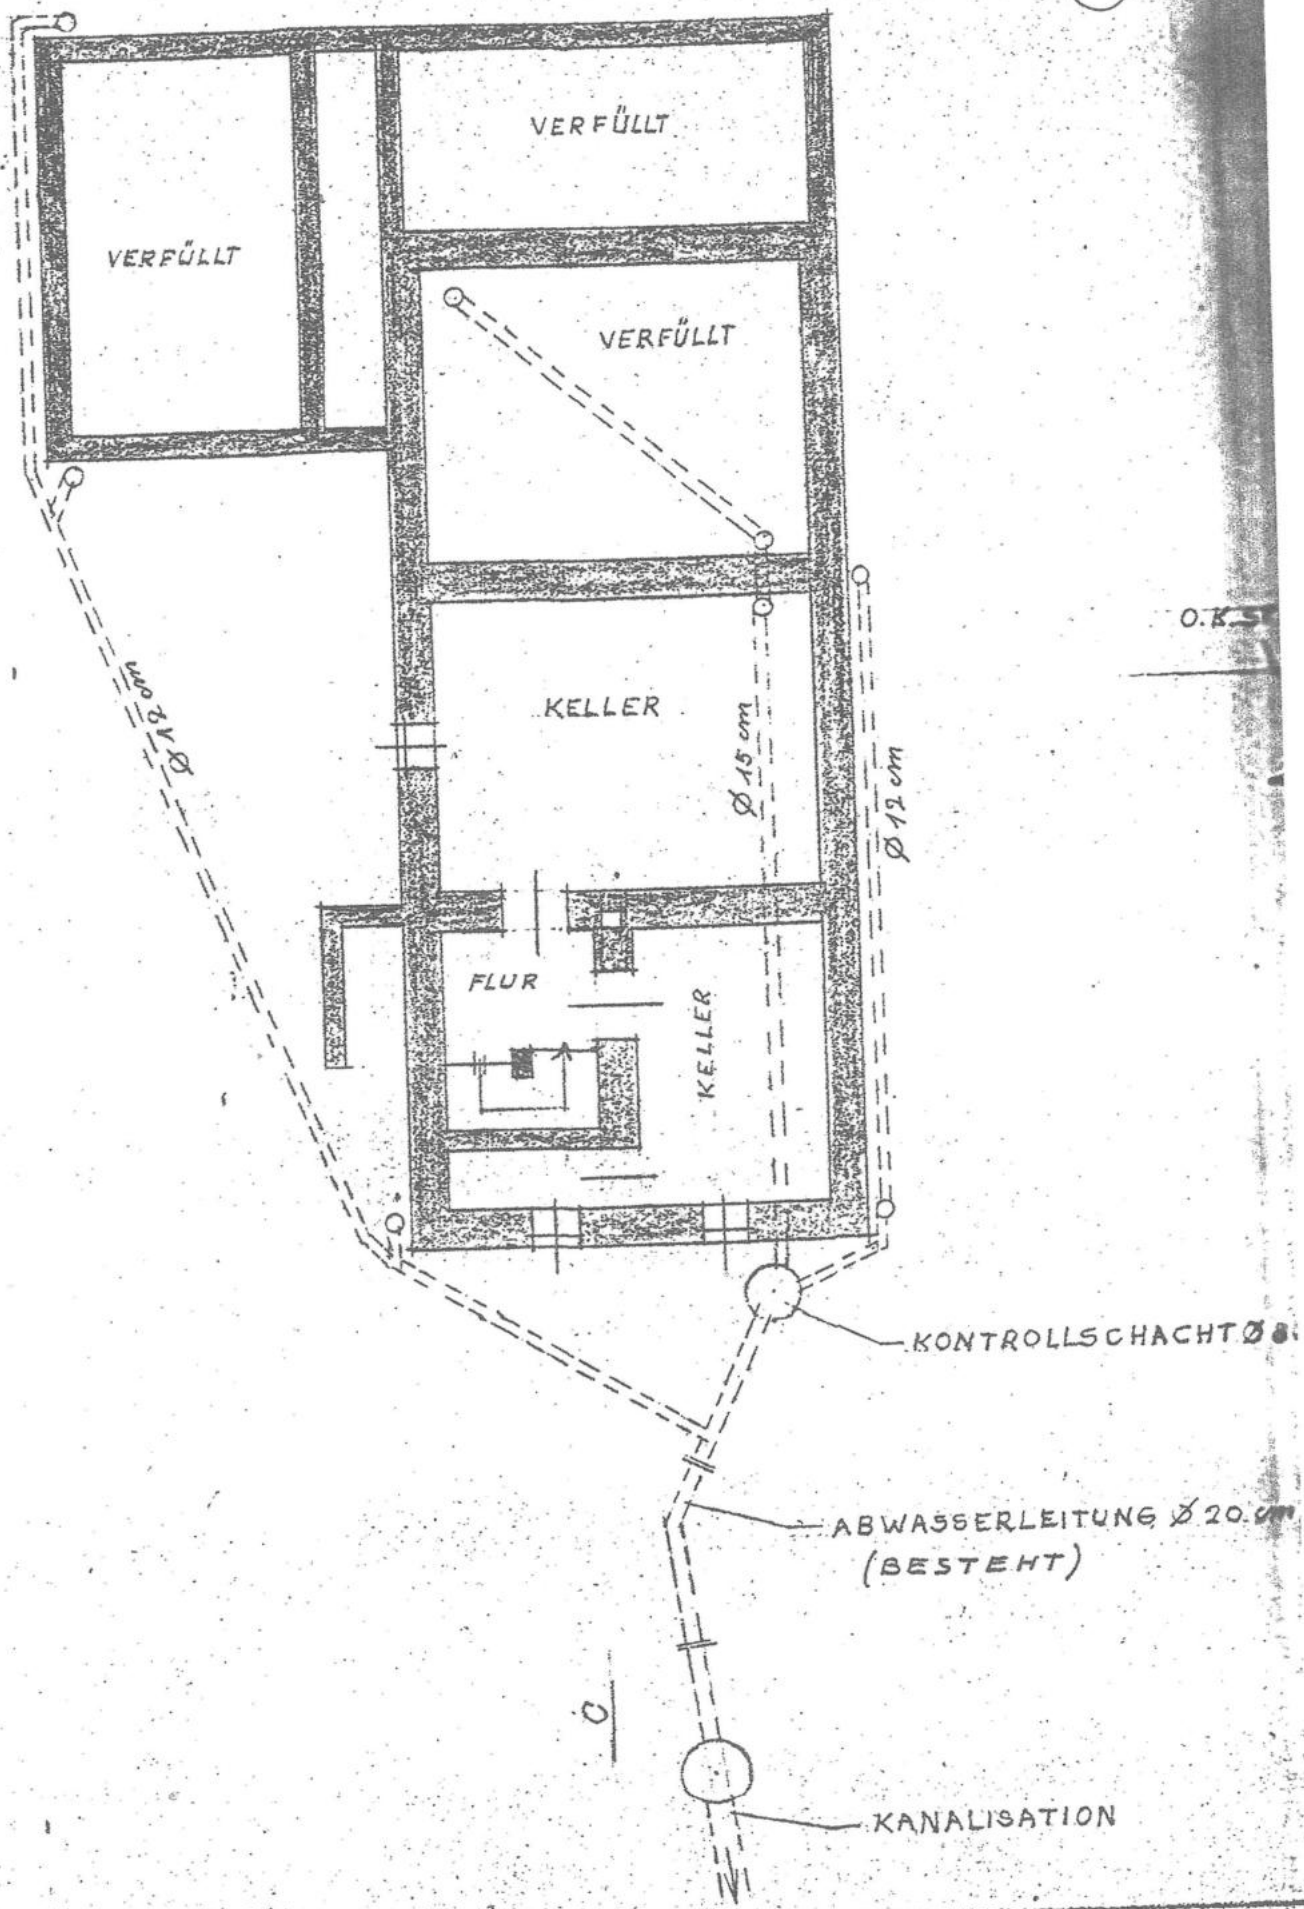 VERFÜLLT
VERFÜLLT
VERFÜLLT
O.K.
KELLER
Ø 12 cm
Ø 15 cm
Ø 12 cm
FLUR
KELLER
KONTROLLSCHACHT Ø
ABWASSERLEITUNG Ø 20 cm
(BESTEHT)
C
KANALISATION